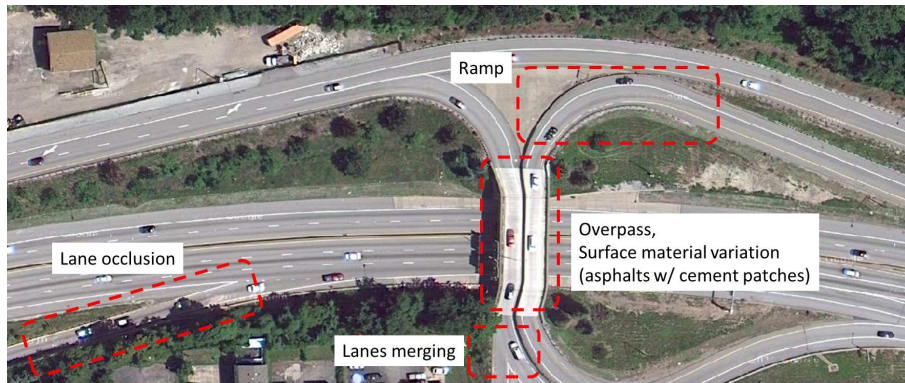 Ramp
Overpass,
Surface material variation
(asphalts w/ cement patches)
Lane occlusion
Lanes merging